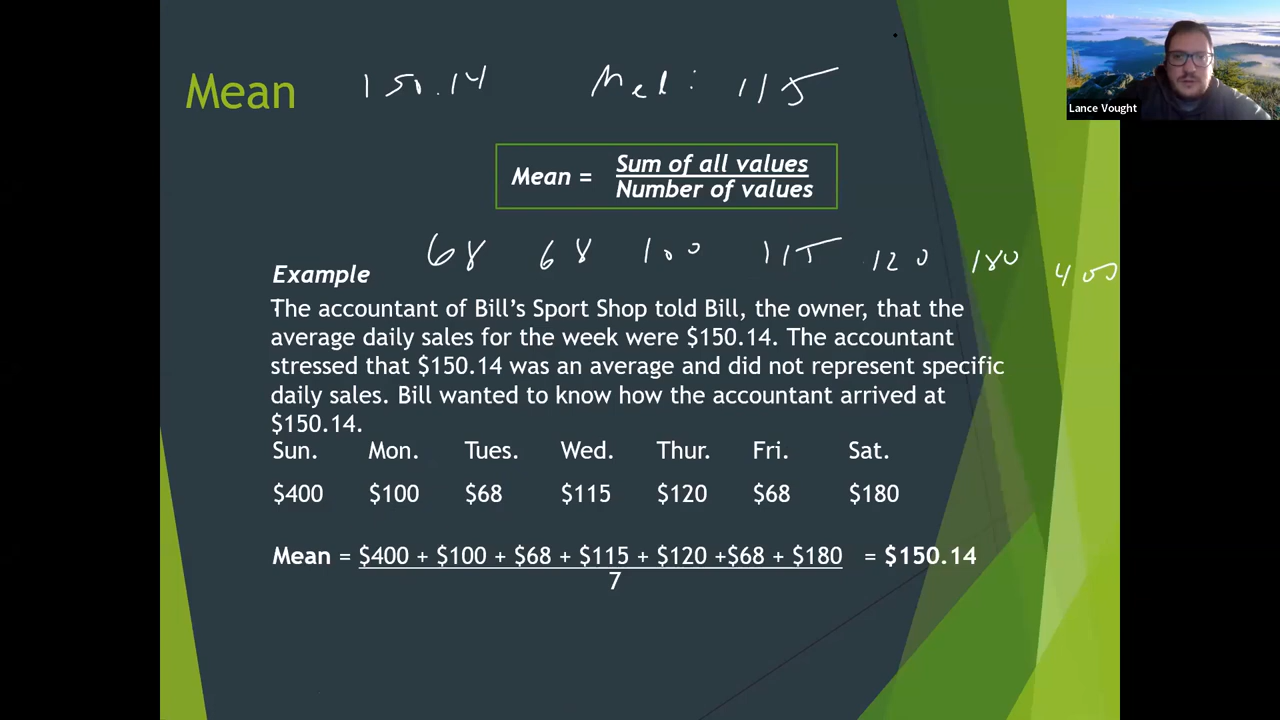 Mean 150.14 Med: 115
Lance Vought
Mean = Sum of all values
Number of values
68 68 100 115 120 180 400
Example
The accountant of Bill’s Sport Shop told Bill, the owner, that the
average daily sales for the week were $150.14. The accountant
stressed that $150.14 was an average and did not represent specific
daily sales. Bill wanted to know how the accountant arrived at
$150.14.
Sun. Mon. Tues. Wed. Thur. Fri. Sat.
$400 $100 $68 $115 $120 $68 $180
Mean = $400 + $100 + $68 + $115 + $120 +$68 + $180 = $150.14
7